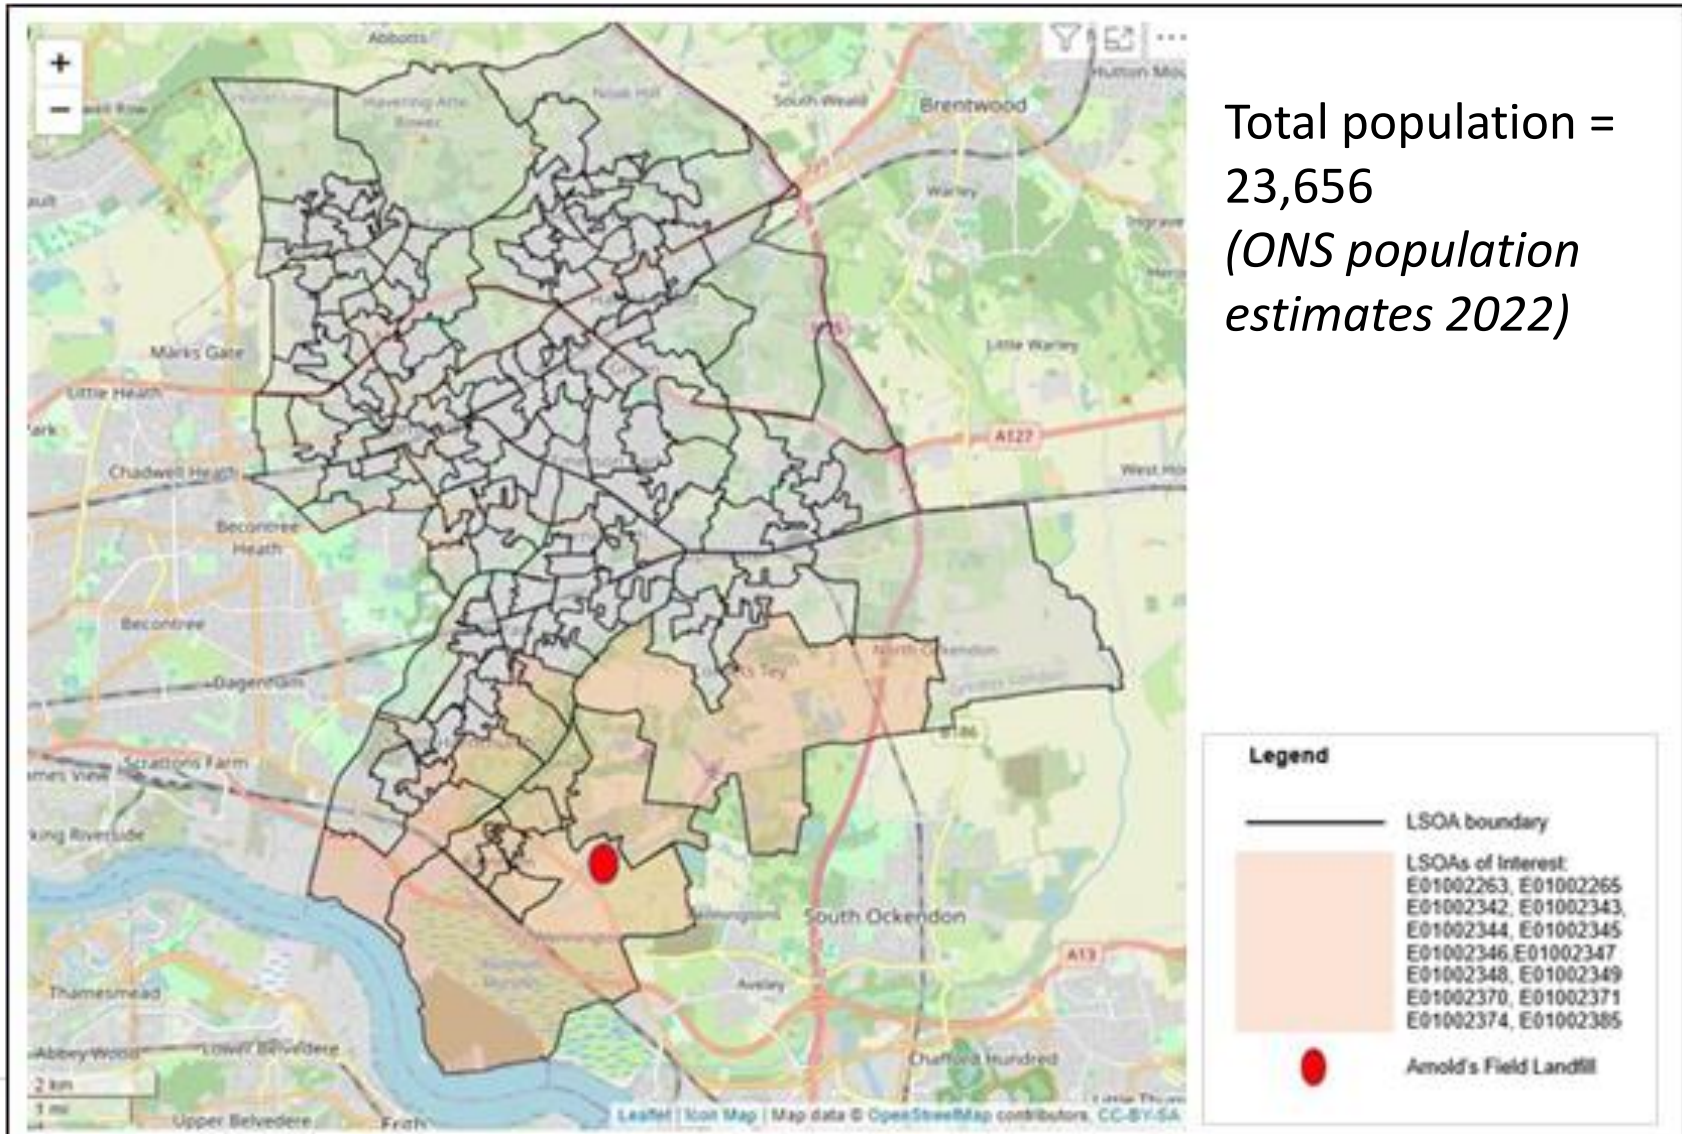 Total population =
23,656
(ONS population
estimates 2022)
+
−
Abbotts
Noak Hill
Havering-Atte-
Bower
South Weald
Brentwood
Warley
Marks Gate
Little Warley
Little Heath
A127
Chadwell Heath
Becontree
Heath
Becontree
North Ockendon
Dagenham
B186
Scrattons Farm
South Ockendon
A13
Aveley
Thamesmead
Abbey Wood
Lower Belvedere
Chafford Hundred
2 km
1 mi
Upper Belvedere
Erith
Leaflet | Icon Map | Map data © OpenStreetMap contributors, CC-BY-SA
Legend
LSOA boundary
LSOAs of Interest:
E01002263, E01002265
E01002342, E01002343,
E01002344, E01002345
E01002346,E01002347
E01002348, E01002349
E01002370, E01002371
E01002374, E01002385
Arnold's Field Landfill